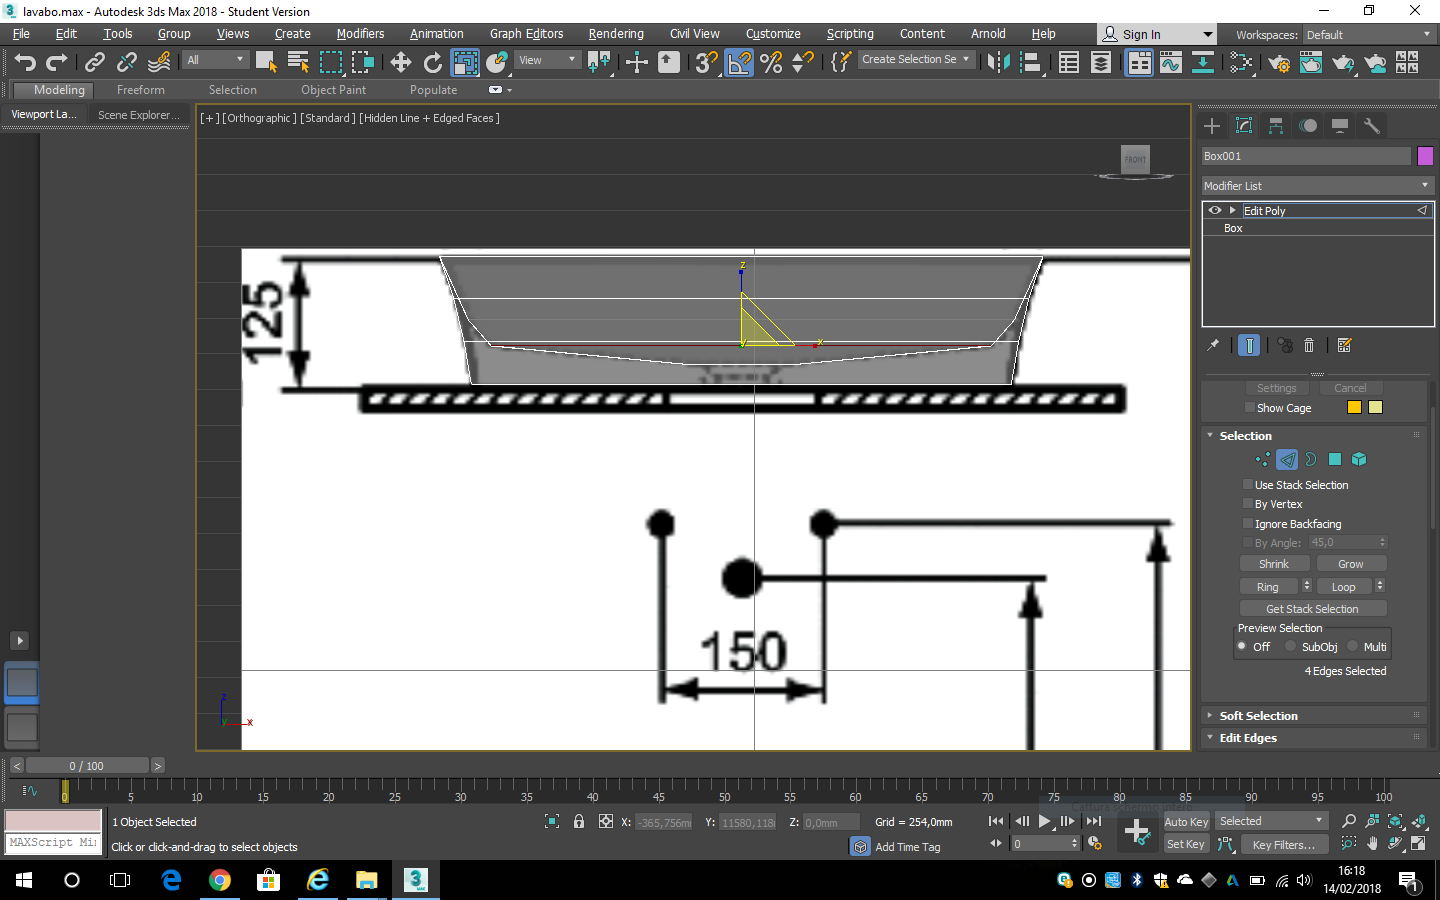 lavabo.max - Autodesk 3ds Max 2018 - Student Version
File Edit Tools Group Views Create Modifiers Animation Graph Editors Rendering Civil View Customize Scripting Content Arnold Help Sign In Workspaces: Default
All View Create Selection Se
Modeling Freeform Selection Object Paint Populate
Viewport La... Scene Explorer...
[+] [Orthographic] [Standard] [Hidden Line + Edged Faces]
FRONT
Box001
Modifier List
Edit Poly
Box
z
y
x
125
150
z
y
x
Settings Cancel
Show Cage
Selection
Use Stack Selection
By Vertex
Ignore Backfacing
By Angle: 45,0
Shrink Grow
Ring Loop
Get Stack Selection
Preview Selection
Off SubObj Multi
4 Edges Selected
Soft Selection
Edit Edges
< 0 / 100 >
0 5 10 15 20 25 30 35 40 45 50 55 60 65 70 75 80 85 90 95 100
Cattura schermo intero
1 Object Selected X: -365,756m Y: 11580,118 Z: 0,0mm Grid = 254,0mm Auto Key Selected
MAXScript Mi Click or click-and-drag to select objects Add Time Tag 0 Set Key Key Filters...
16:18
14/02/2018
1